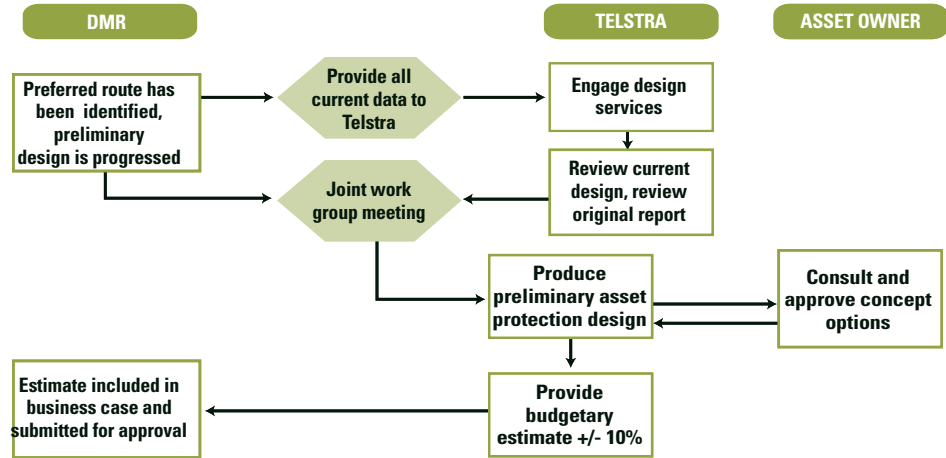 DMR
TELSTRA
ASSET OWNER
Preferred route has
been identified,
preliminary
design is progressed
Provide all
current data to
Telstra
Engage design
services
Review current
design, review
original report
Joint work
group meeting
Produce
preliminary asset
protection design
Consult and
approve concept
options
Provide
budgetary
estimate +/- 10%
Estimate included in
business case and
submitted for approval